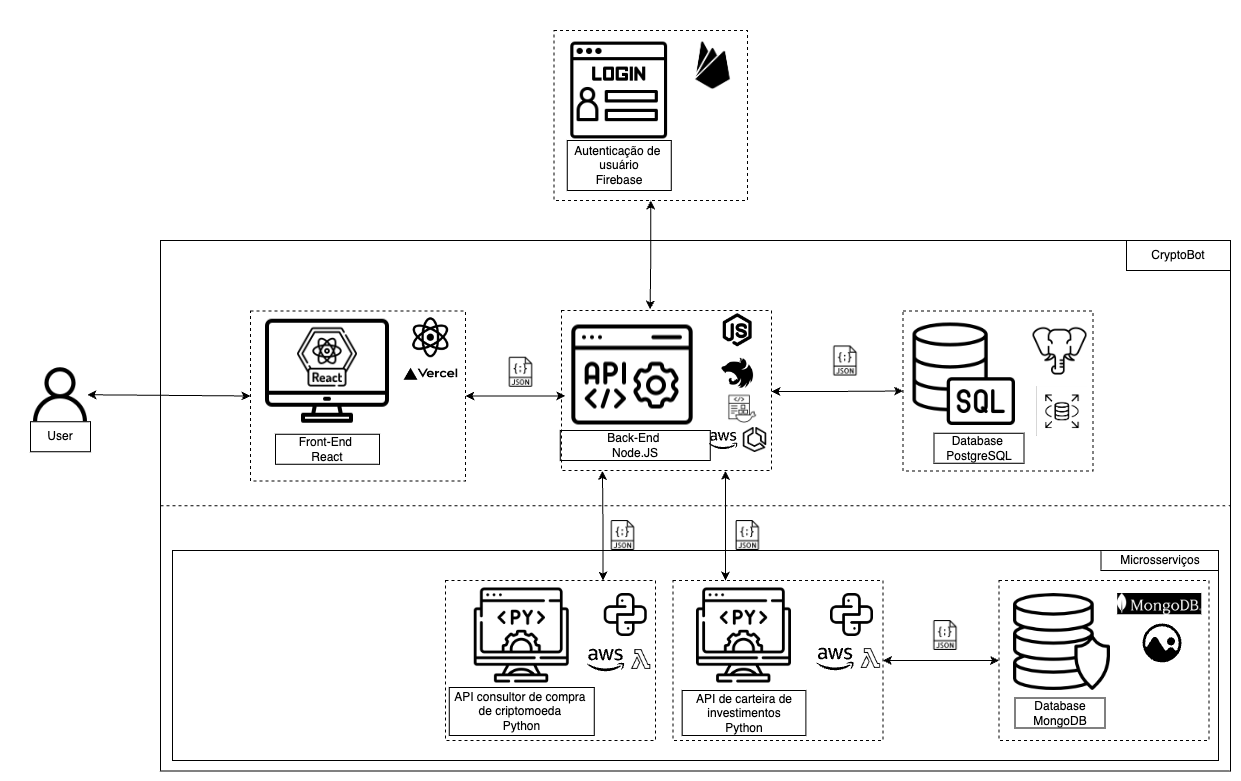 LOGIN
Autenticação de
usuário
Firebase
CryptoBot
User
React
Vercel
Front-End
React
{;}
JSON
API
</>
JS
</>
aws
Back-End
Node.JS
{;}
JSON
SQL
Database
PostgreSQL
{;}
JSON
{;}
JSON
Microsserviços
<PY>
aws
API consultor de compra
de criptomoeda
Python
<PY>
aws
API de carteira de
investimentos
Python
{;}
JSON
MongoDB
Database
MongoDB